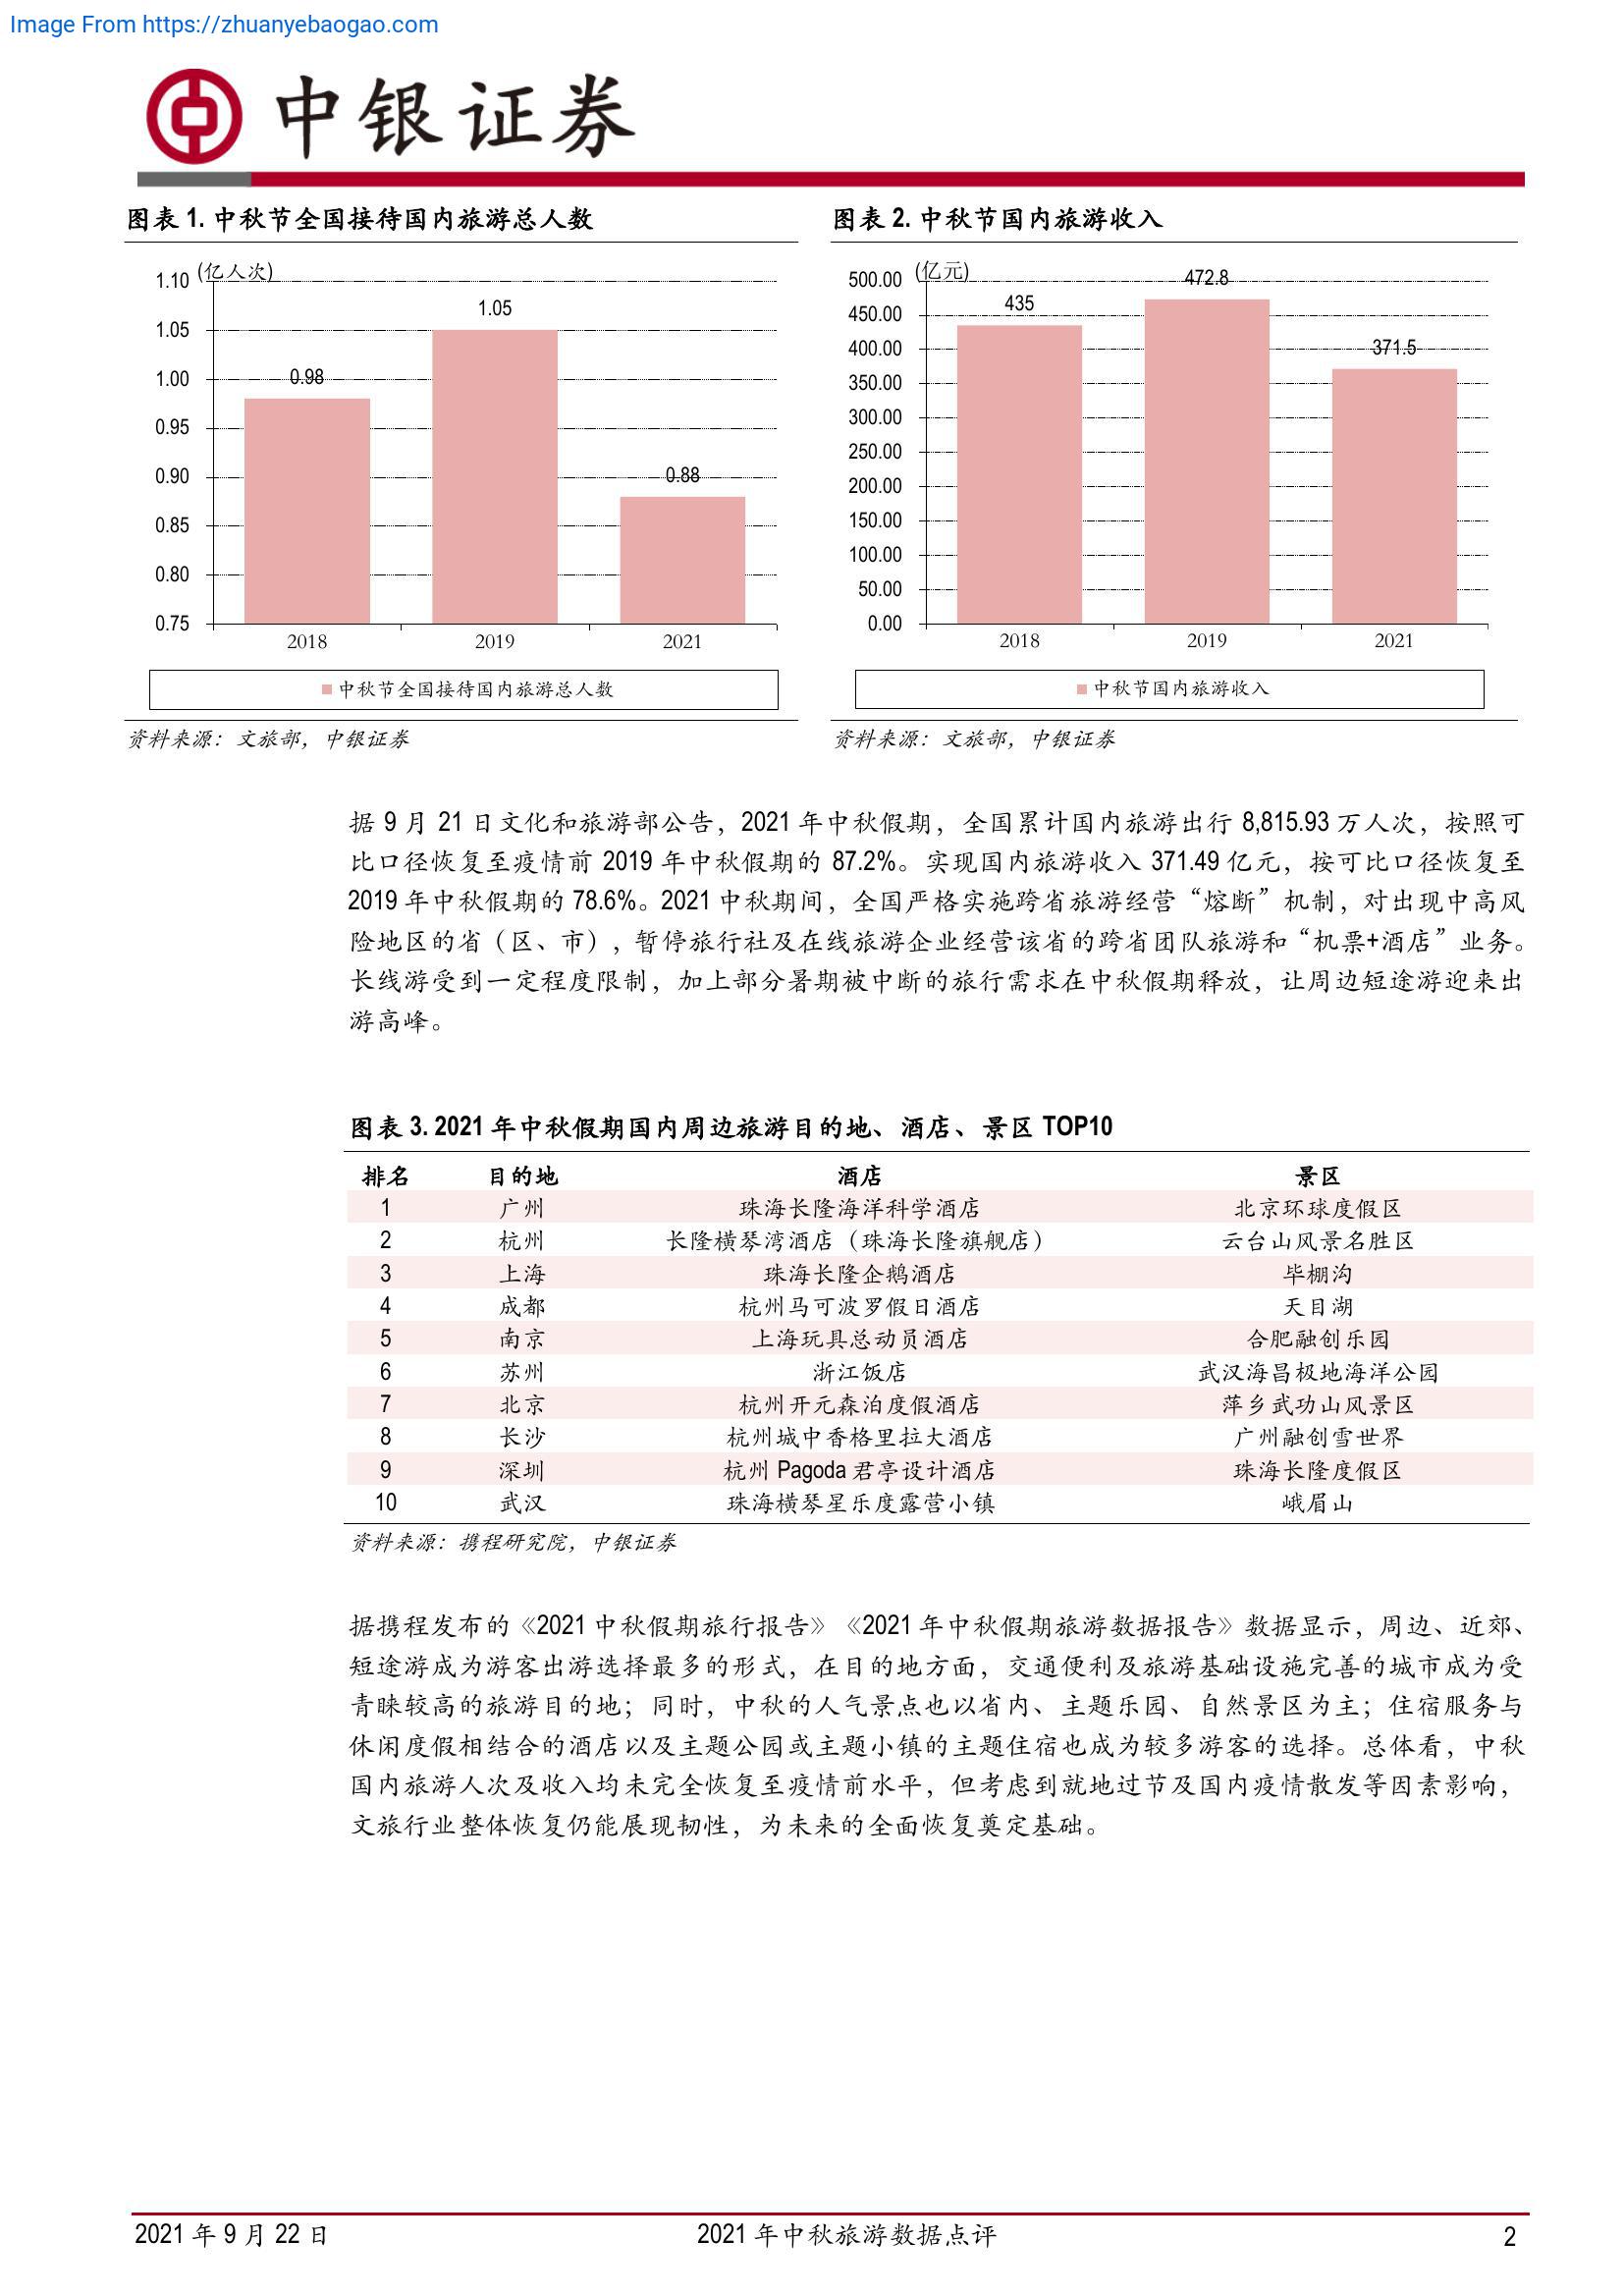 Image From https://zhuanyebaogao.com
中银证券
图表 1. 中秋节全国接待国内旅游总人数
(亿人次)
1.10
1.05
1.00
0.95
0.90
0.85
0.80
0.75
0.98
1.05
0.88
2018 2019 2021
中秋节全国接待国内旅游总人数
资料来源：文旅部，中银证券
图表 2. 中秋节国内旅游收入
(亿元)
500.00
450.00
400.00
350.00
300.00
250.00
200.00
150.00
100.00
50.00
0.00
435
472.8
371.5
2018 2019 2021
中秋节国内旅游收入
资料来源：文旅部，中银证券
据 9 月 21 日文化和旅游部公告，2021 年中秋假期，全国累计国内旅游出行 8,815.93 万人次，按照可
比口径恢复至疫情前 2019 年中秋假期的 87.2%。实现国内旅游收入 371.49 亿元，按可比口径恢复至
2019 年中秋假期的 78.6%。2021 中秋期间，全国严格实施跨省旅游经营“熔断”机制，对出现中高风
险地区的省（区、市），暂停旅行社及在线旅游企业经营该省的跨省团队旅游和“机票+酒店”业务。
长线游受到一定程度限制，加上部分暑期被中断的旅行需求在中秋假期释放，让周边短途游迎来出
游高峰。
图表 3. 2021 年中秋假期国内周边旅游目的地、酒店、景区 TOP10
排名 目的地 酒店 景区
1 广州 珠海长隆海洋科学酒店 北京环球度假区
2 杭州 长隆横琴湾酒店（珠海长隆旗舰店） 云台山风景名胜区
3 上海 珠海长隆企鹅酒店 毕棚沟
4 成都 杭州马可波罗假日酒店 天目湖
5 南京 上海玩具总动员酒店 合肥融创乐园
6 苏州 浙江饭店 武汉海昌极地海洋公园
7 北京 杭州开元森泊度假酒店 萍乡武功山风景区
8 长沙 杭州城中香格里拉大酒店 广州融创雪世界
9 深圳 杭州 Pagoda 君亭设计酒店 珠海长隆度假区
10 武汉 珠海横琴星乐度露营小镇 峨眉山
资料来源：携程研究院，中银证券
据携程发布的《2021 中秋假期旅行报告》《2021 年中秋假期旅游数据报告》数据显示，周边、近郊、
短途游成为游客出游选择最多的形式，在目的地方面，交通便利及旅游基础设施完善的城市成为受
青睐较高的旅游目的地；同时，中秋的人气景点也以省内、主题乐园、自然景区为主；住宿服务与
休闲度假相结合的酒店以及主题公园或主题小镇的主题住宿也成为较多游客的选择。总体看，中秋
国内旅游人次及收入均未完全恢复至疫情前水平，但考虑到就地过节及国内疫情散发等因素影响，
文旅行业整体恢复仍能展现韧性，为未来的全面恢复奠定基础。
2021 年 9 月 22 日 2021 年中秋旅游数据点评 2